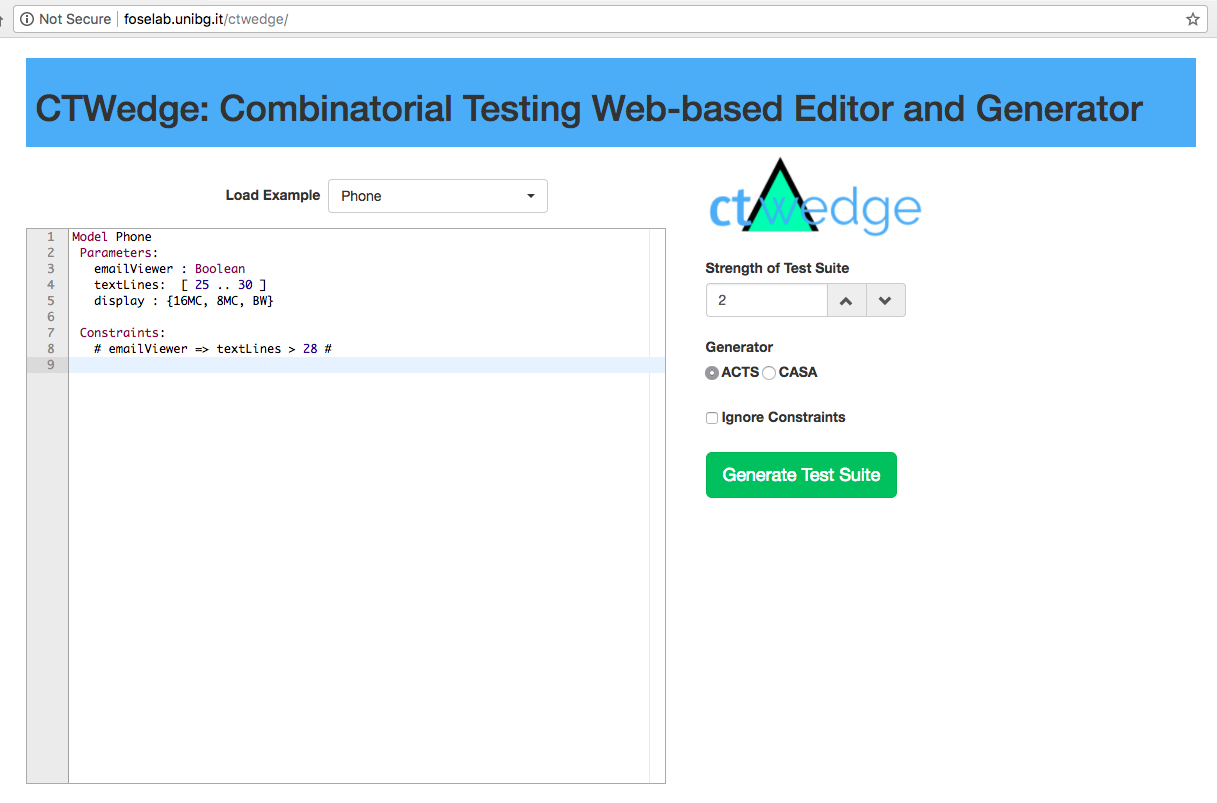 Not Secure foselab.unibg.it/ctwedge/
CTWedge: Combinatorial Testing Web-based Editor and Generator
Load Example Phone
ctwedge
1 Model Phone
2 Parameters:
3 emailViewer : Boolean
4 textLines: [ 25 .. 30 ]
5 display : {16MC, 8MC, BW}
6
7 Constraints:
8 # emailViewer => textLines > 28 #
9
Strength of Test Suite
2
Generator
ACTS CASA
Ignore Constraints
Generate Test Suite